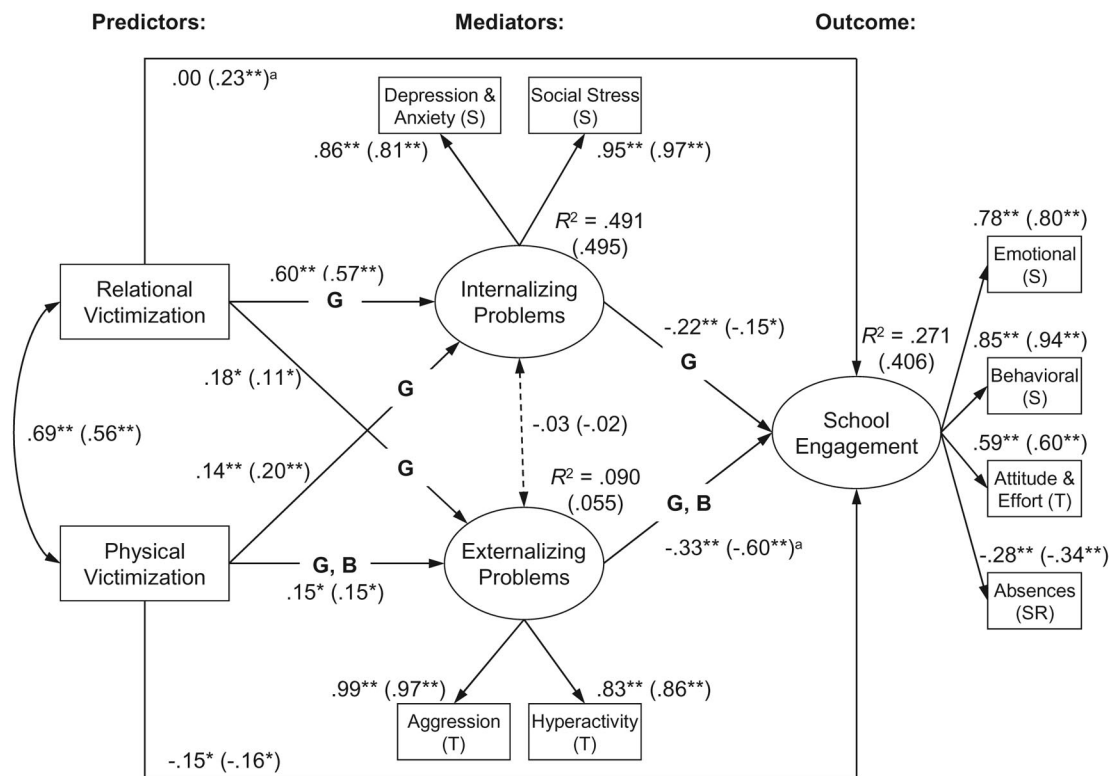 Predictors:
Mediators:
Outcome:
.00 (.23**)ᵃ
Depression &
Anxiety (S)
Social Stress
(S)
.86** (.81**)
.95** (.97**)
R² = .491
(.495)
.78** (.80**)
Emotional
(S)
Relational
Victimization
.60** (.57**)
G
Internalizing
Problems
-.22** (-.15*)
G
R² = .271
(.406)
.85** (.94**)
Behavioral
(S)
.18* (.11*)
G
.69** (.56**)
-.03 (-.02)
School
Engagement
.59** (.60**)
Attitude &
Effort (T)
.14** (.20**)
G
R² = .090
(.055)
G, B
-.33** (-.60**)ᵃ
-.28** (-.34**)
Absences
(SR)
Physical
Victimization
G, B
.15* (.15*)
Externalizing
Problems
.99** (.97**)
.83** (.86**)
Aggression
(T)
Hyperactivity
(T)
-.15* (-.16*)